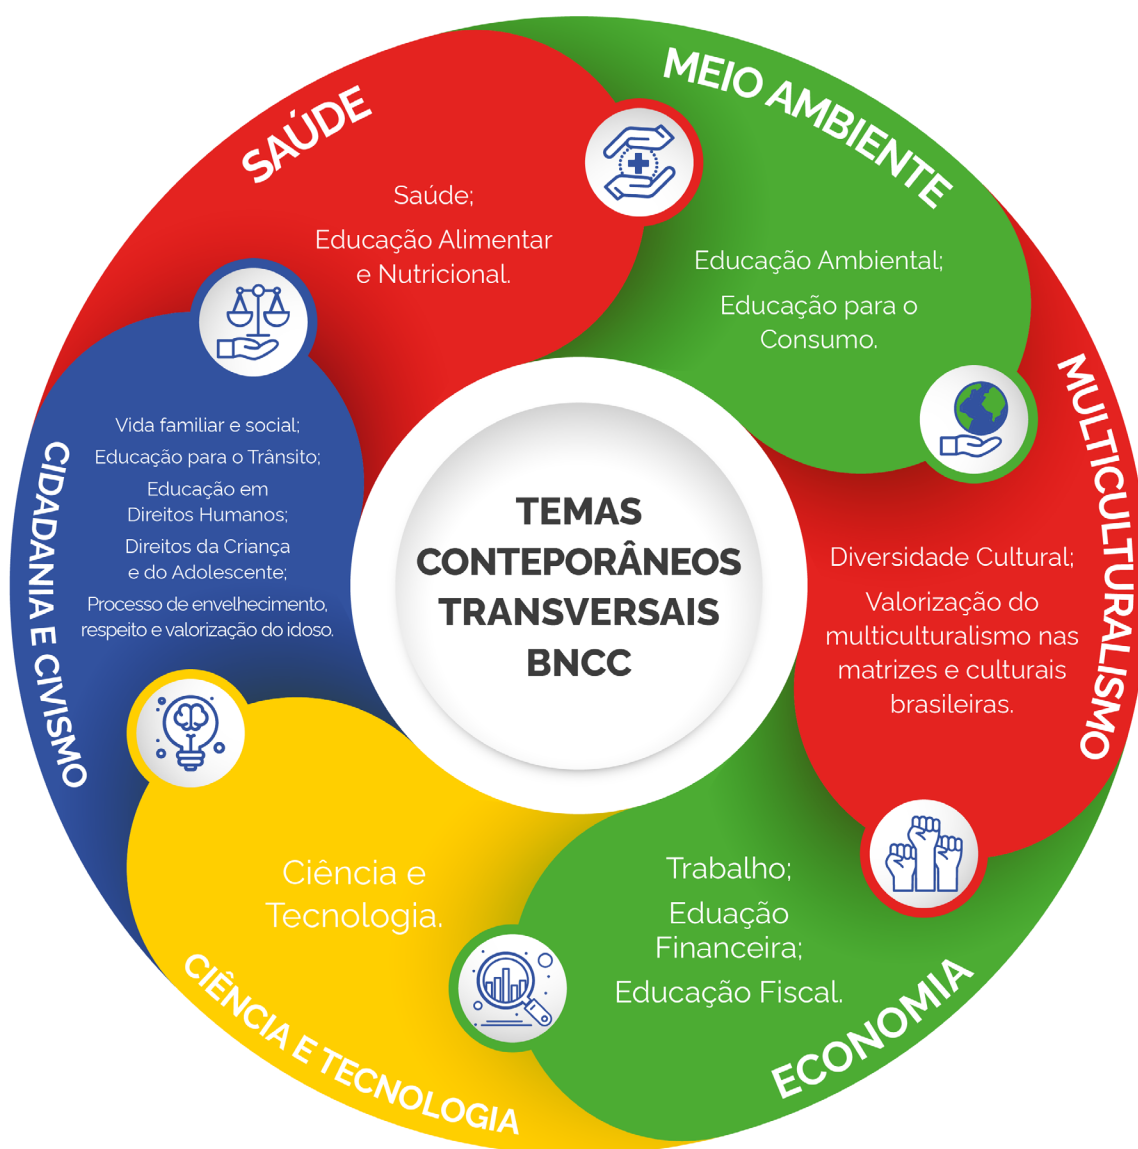 TEMAS
CONTEPORÂNEOS
TRANSVERSAIS
BNCC
MEIO AMBIENTE
Educação Ambiental;
Educação para o
Consumo.
MULTICULTURALISMO
Diversidade Cultural;
Valorização do
multiculturalismo nas
matrizes e culturais
brasileiras.
ECONOMIA
Trabalho;
Eduação
Financeira;
Educação Fiscal.
CIÊNCIA E TECNOLOGIA
Ciência e
Tecnologia.
CIDADANIA E CIVISMO
Vida familiar e social;
Educação para o Trânsito;
Educação em
Direitos Humanos;
Direitos da Criança
e do Adolescente;
Processo de envelhecimento,
respeito e valorização do idoso.
SAÚDE
Saúde;
Educação Alimentar
e Nutricional.